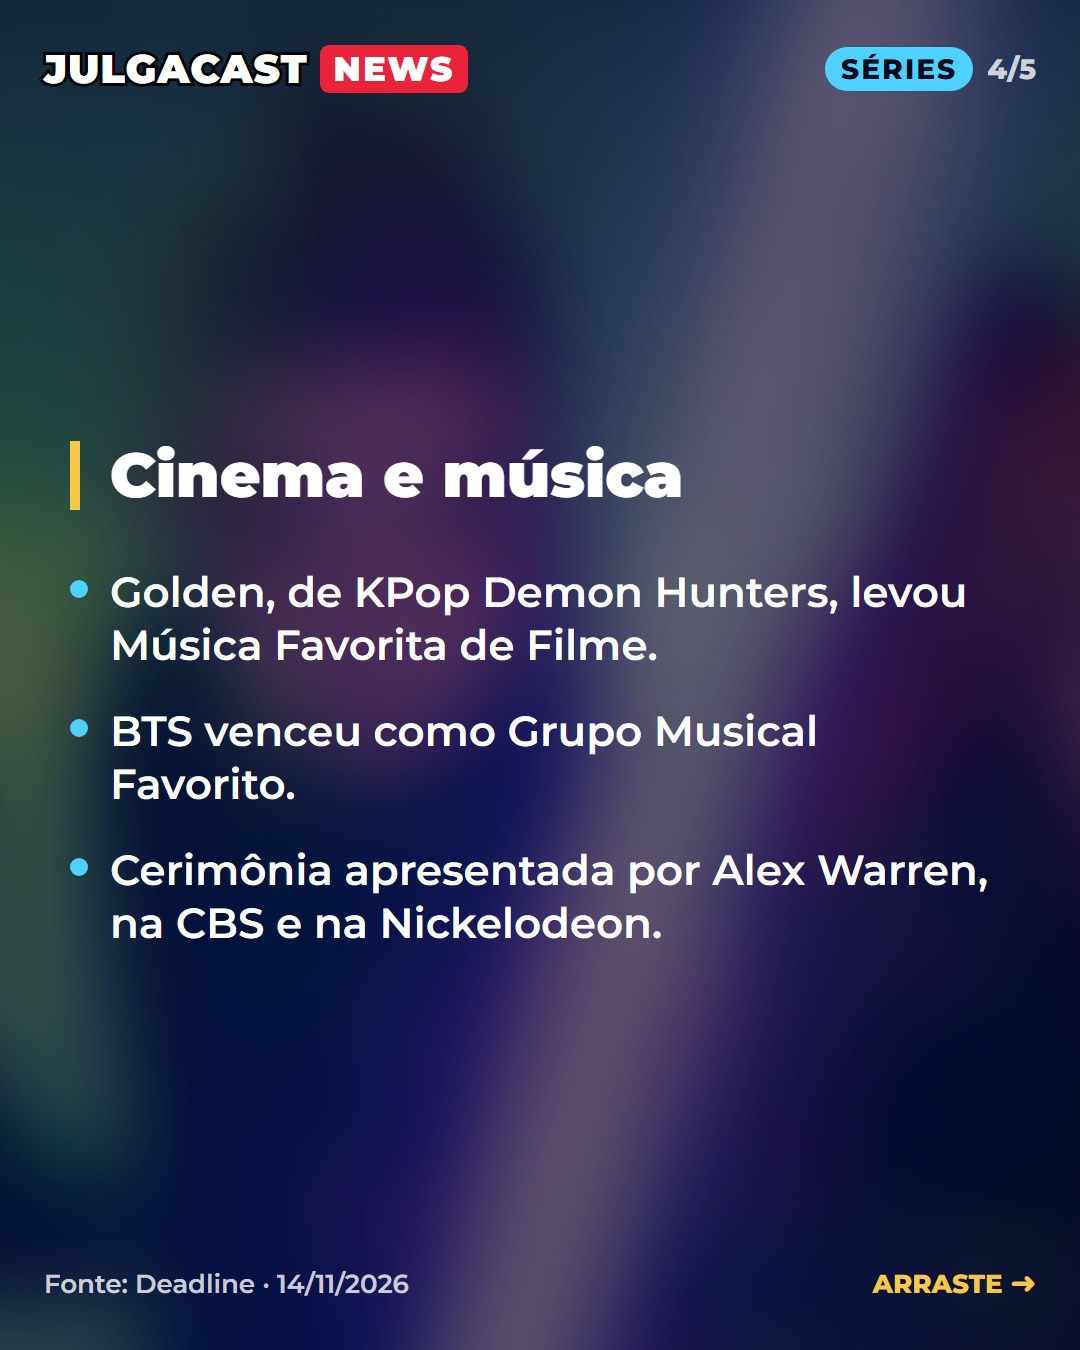 JULGACAST NEWS
SÉRIES 4/5
Cinema e música
Golden, de KPop Demon Hunters, levou
Música Favorita de Filme.
BTS venceu como Grupo Musical
Favorito.
Cerimônia apresentada por Alex Warren,
na CBS e na Nickelodeon.
Fonte: Deadline · 14/11/2026
ARRASTE →